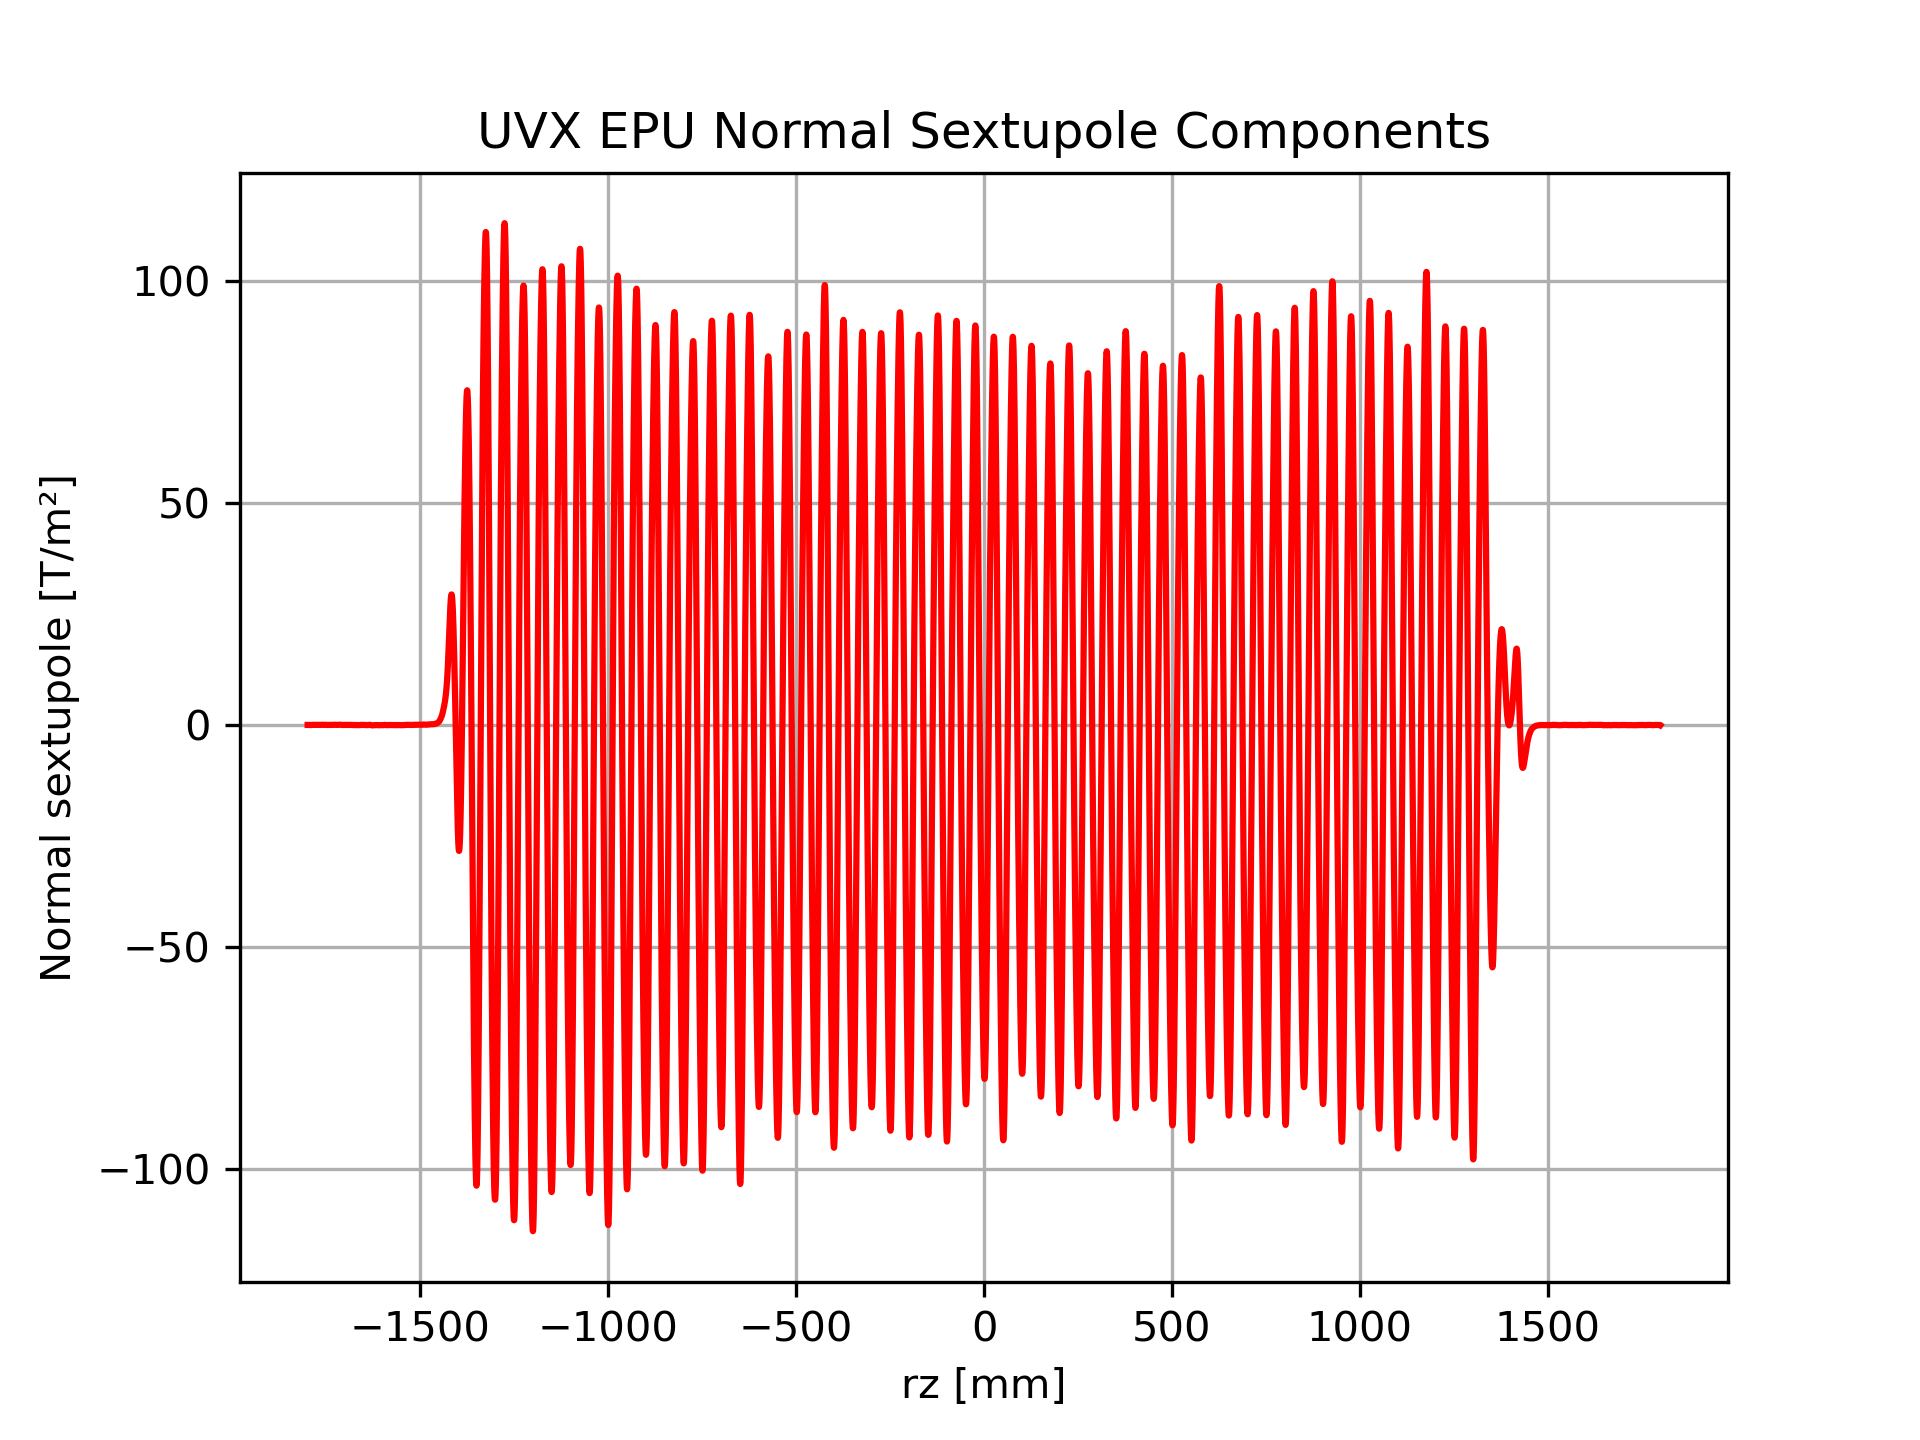 UVX EPU Normal Sextupole Components
Normal sextupole [T/m²]
100
50
0
−50
−100
−1500 −1000 −500 0 500 1000 1500
rz [mm]